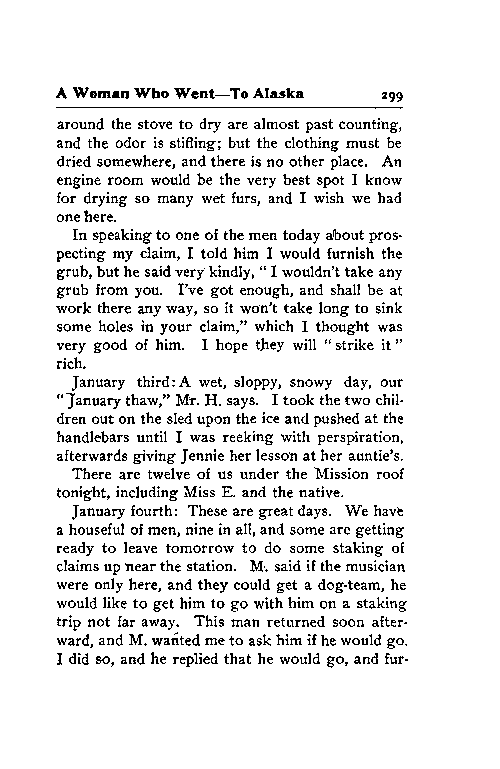 A Woman Who Went—To Alaska 299
around the stove to dry are almost past counting,
and the odor is stifling; but the clothing must be
dried somewhere, and there is no other place. An
engine room would be the very best spot I know
for drying so many wet furs, and I wish we had
one here.
In speaking to one of the men today about pros-
pecting my claim, I told him I would furnish the
grub, but he said very kindly, " I wouldn't take any
grub from you. I've got enough, and shall be at
work there any way, so it won't take long to sink
some holes in your claim," which I thought was
very good of him. I hope they will " strike it "
rich.
January third: A wet, sloppy, snowy day, our
"January thaw," Mr. H. says. I took the two chil-
dren out on the sled upon the ice and pushed at the
handlebars until I was reeking with perspiration,
afterwards giving Jennie her lesson at her auntie's.
There are twelve of us under the Mission roof
tonight, including Miss E. and the native.
January fourth: These are great days. We have
a houseful of men, nine in all, and some are getting
ready to leave tomorrow to do some staking of
claims up near the station. M. said if the musician
were only here, and they could get a dog-team, he
would like to get him to go with him on a staking
trip not far away. This man returned soon after-
ward, and M. wanted me to ask him if he would go.
I did so, and he replied that he would go, and fur-